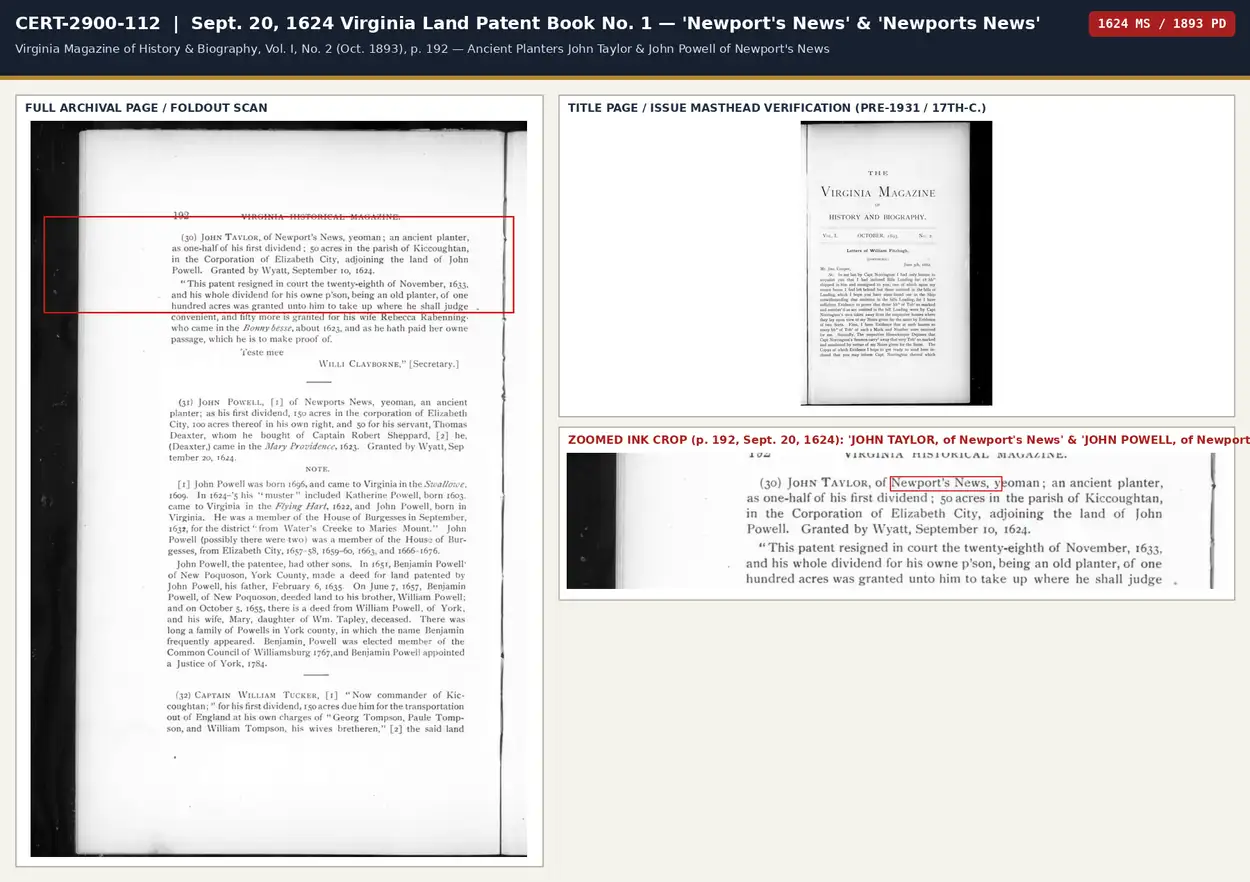 CERT-2900-112 | Sept. 20, 1624 Virginia Land Patent Book No. 1 — 'Newport's News' & 'Newports News'
1624 MS / 1893 PD
Virginia Magazine of History & Biography, Vol. I, No. 2 (Oct. 1893), p. 192 — Ancient Planters John Taylor & John Powell of Newport's News
FULL ARCHIVAL PAGE / FOLDOUT SCAN
192 VIRGINIA HISTORICAL MAGAZINE.
(30) JOHN TAYLOR, of Newport's News, yeoman; an ancient planter,
as one-half of his first dividend; 50 acres in the parish of Kiccoughtan,
in the Corporation of Elizabeth City, adjoining the land of John
Powell. Granted by Wyatt, September 10, 1624.
"This patent resigned in court the twenty-eighth of November, 1633,
and his whole dividend for his owne p'son, being an old planter, of one
hundred acres was granted unto him to take up where he shall judge
convenient, and fifty more is granted for his wife Rebecca Rabenning-
who came in the Bonny besse, about 1623, and as he hath paid her owne
passage, which he is to make proof of.
Teste mee
WILLI CLAYBORNE," [Secretary.]
(31) JOHN POWELL, [1] of Newports News, yeoman, an ancient
planter; as his first dividend, 150 acres in the corporation of Elizabeth
City, 100 acres thereof in his own right, and 50 for his servant, Thomas
Deaxter, whom he bought of Captain Robert Sheppard, [2] he,
(Deaxter,) came in the Mary Providence, 1623. Granted by Wyatt, Sep
tember 20, 1624.
NOTE.
[1] John Powell was born 1696, and came to Virginia in the Swallowe,
1609. In 1624-'5 his "muster" included Katherine Powell, born 1603.
came to Virginia in the Flying Hart, 1622, and John Powell, born in
Virginia. He was a member of the House of Burgesses in September,
1632, for the district "from Water's Creeke to Maries Mount." John
Powell (possibly there were two) was a member of the House of Bur-
gesses, from Elizabeth City, 1657-58, 1659-60, 1663, and 1666-1676.
John Powell, the patentee, had other sons. In 1651, Benjamin Powell
of New Poquoson, York County, made a deed for land patented by
John Powell, his father, February 6, 1635. On June 7, 1657, Benjamin
Powell, of New Poquoson, deeded land to his brother, William Powell;
and on October 5, 1655, there is a deed from William Powell, of York,
and his wife, Mary, daughter of Wm. Tapley, deceased. There was
long a family of Powells in York county, in which the name Benjamin
frequently appeared. Benjamin Powell was elected member of the
Common Council of Williamsburg 1767, and Benjamin Powell appointed
a Justice of York, 1784.
(32) CAPTAIN WILLIAM TUCKER, [1] "Now commander of Kic-
coughtan;" for his first dividend, 150 acres due him for the transportation
out of England at his own charges of "Georg Tompson, Paule Tomp-
son, and William Tompson, his wives bretheren," [2] the said land
TITLE PAGE / ISSUE MASTHEAD VERIFICATION (PRE-1931 / 17TH-C.)
THE
VIRGINIA MAGAZINE
OF
HISTORY AND BIOGRAPHY.
VOL. I. OCTOBER, 1893. No. 2.
Letters of William Fitzhugh.
ZOOMED INK CROP (p. 192, Sept. 20, 1624): 'JOHN TAYLOR, of Newport's News' & 'JOHN POWELL, of Newport
192 VIRGINIA HISTORICAL MAGAZINE.
(30) JOHN TAYLOR, of Newport's News, yeoman; an ancient planter,
as one-half of his first dividend; 50 acres in the parish of Kiccoughtan,
in the Corporation of Elizabeth City, adjoining the land of John
Powell. Granted by Wyatt, September 10, 1624.
"This patent resigned in court the twenty-eighth of November, 1633,
and his whole dividend for his owne p'son, being an old planter, of one
hundred acres was granted unto him to take up where he shall judge